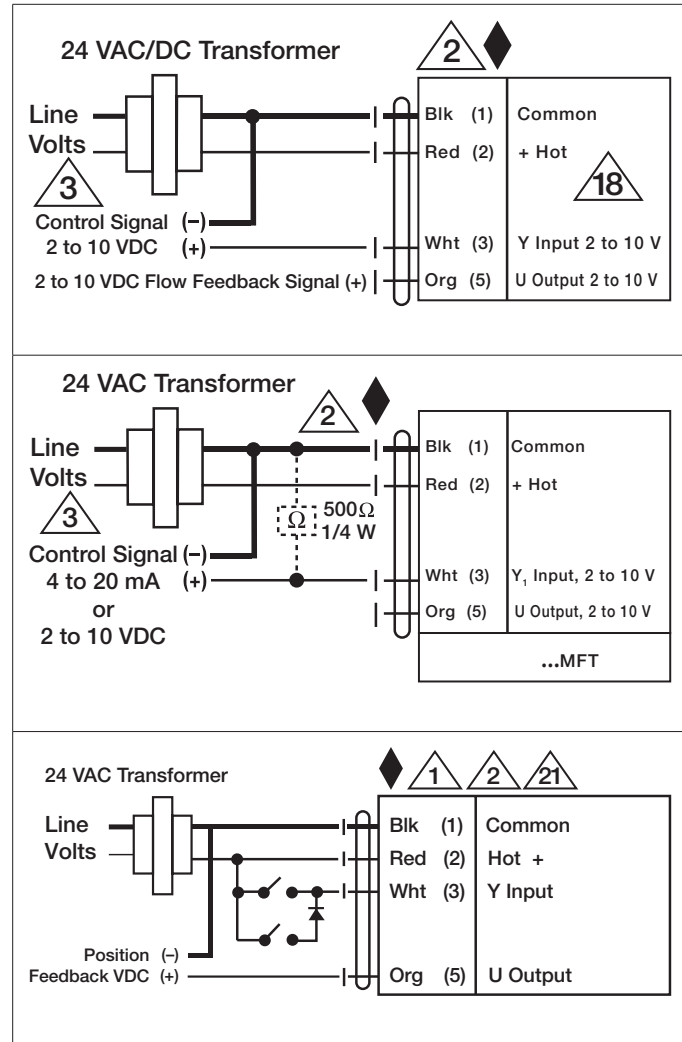 24 VAC/DC Transformer
2
Line
Volts
3
Blk (1) Common
Red (2) + Hot
18
Control Signal (–)
2 to 10 VDC (+)
Wht (3) Y Input 2 to 10 V
2 to 10 VDC Flow Feedback Signal (+)
Org (5) U Output 2 to 10 V
24 VAC Transformer
2
Line
Volts
3
Blk (1) Common
Red (2) + Hot
Ω
500Ω
1/4 W
Control Signal (–)
4 to 20 mA (+)
or
2 to 10 VDC
Wht (3) Y₁ Input, 2 to 10 V
Org (5) U Output, 2 to 10 V
...MFT
24 VAC Transformer
1
2
21
Line
Volts
Blk (1) Common
Red (2) Hot +
Wht (3) Y Input
Position (–)
Feedback VDC (+)
Org (5) U Output